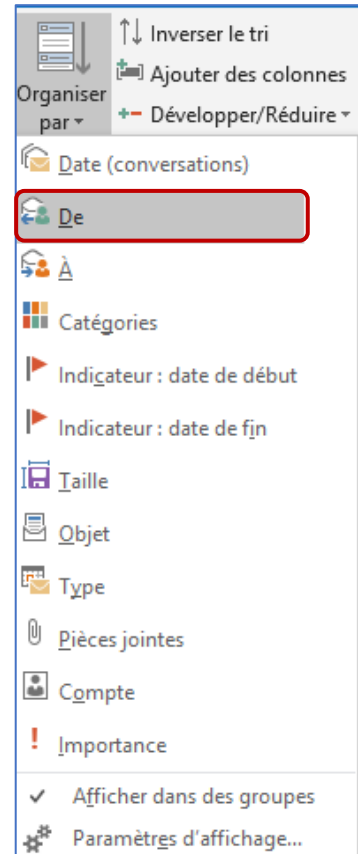 Organiser
par
Inverser le tri
Ajouter des colonnes
Développer/Réduire
Date (conversations)
De
À
Catégories
Indicateur : date de début
Indicateur : date de fin
Taille
Objet
Type
Pièces jointes
Compte
Importance
Afficher dans des groupes
Paramètres d'affichage...